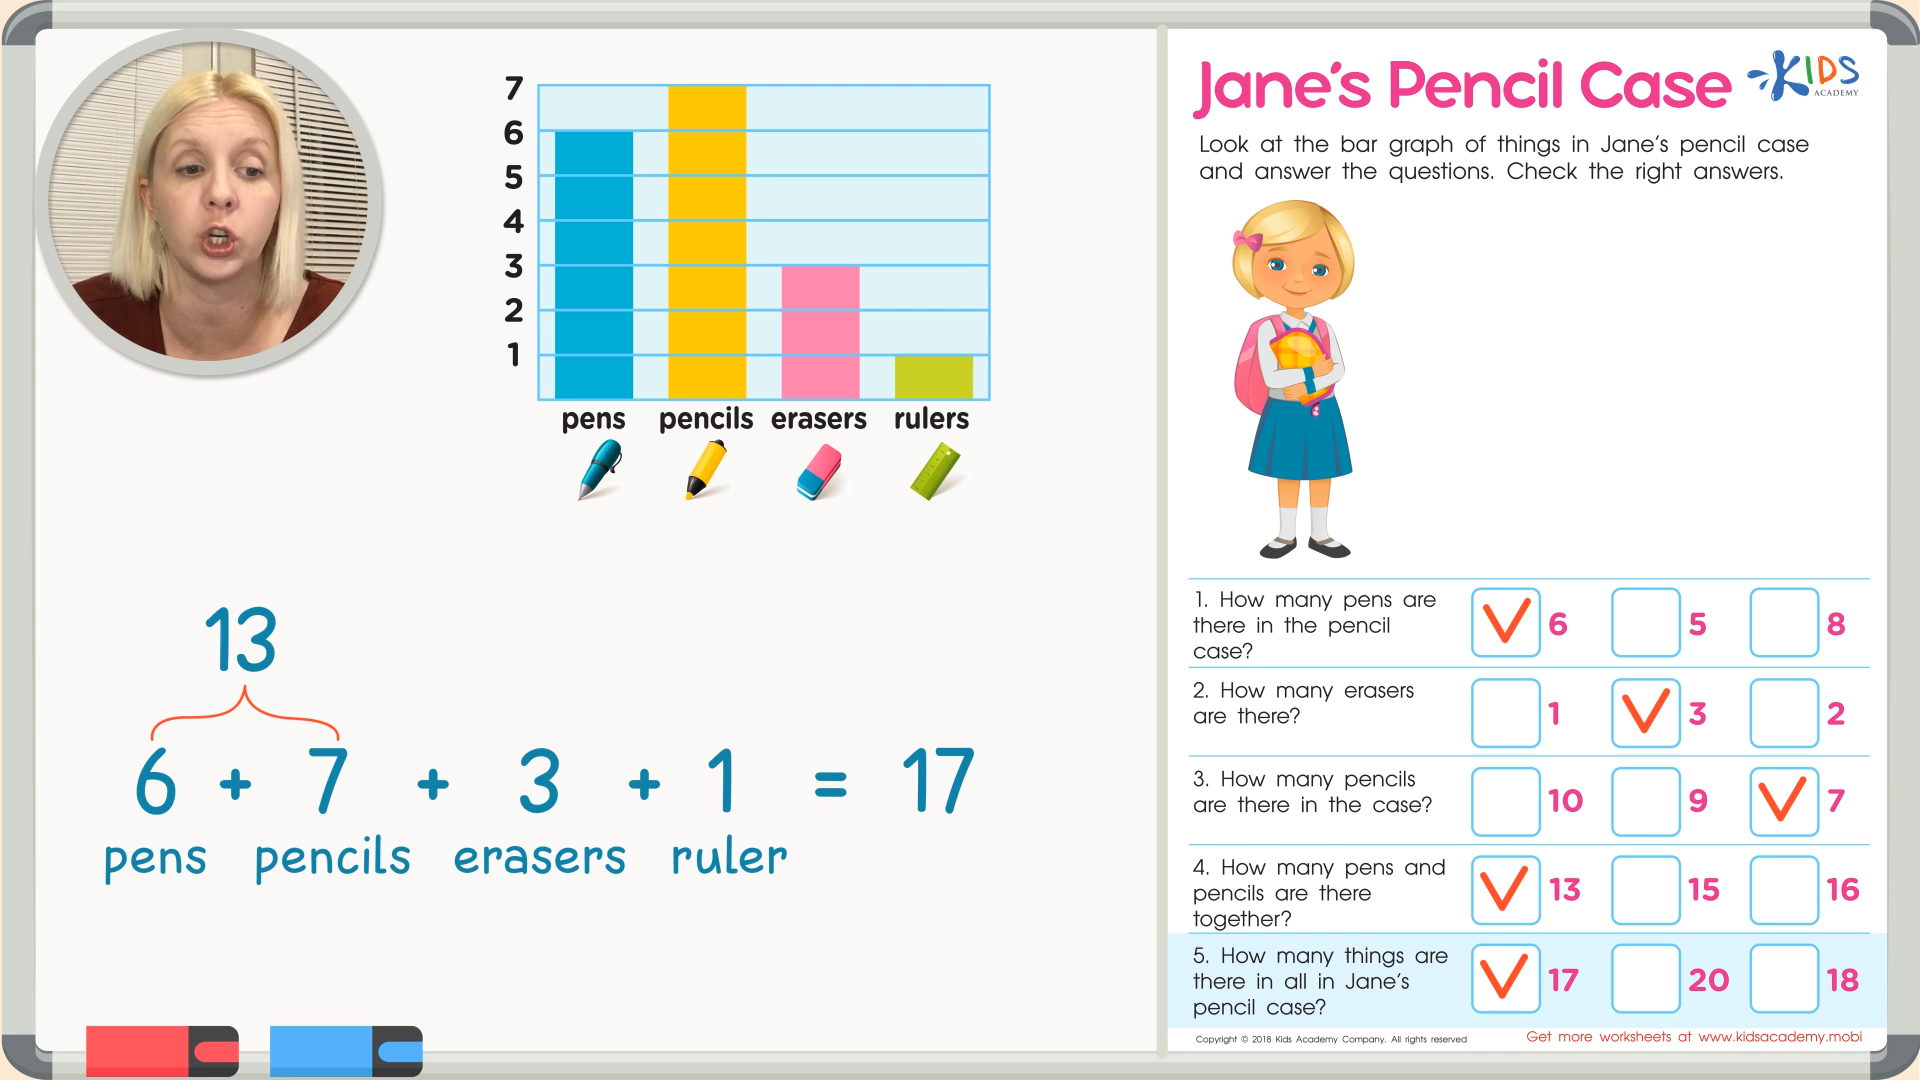 7
6
5
4
3
2
1
pens pencils erasers rulers
13
6 + 7 + 3 + 1 = 17
pens pencils erasers ruler
Jane's Pencil Case
KIDS
ACADEMY
Look at the bar graph of things in Jane's pencil case
and answer the questions. Check the right answers.
1. How many pens are
there in the pencil
case?
6 5 8
2. How many erasers
are there?
1 3 2
3. How many pencils
are there in the case?
10 9 7
4. How many pens and
pencils are there
together?
13 15 16
5. How many things are
there in all in Jane's
pencil case?
17 20 18
Copyright © 2018 Kids Academy Company. All rights reserved
Get more worksheets at www.kidsacademy.mobi